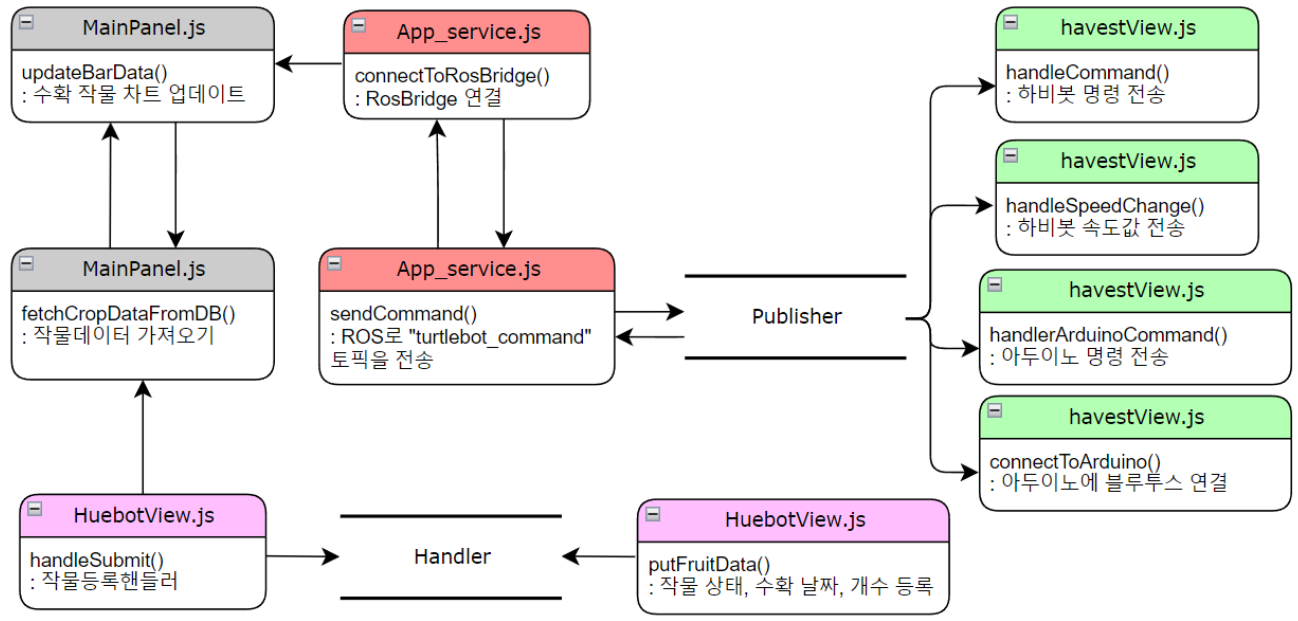 MainPanel.js
updateBarData()
: 수확 작물 차트 업데이트
App_service.js
connectToRosBridge()
: RosBridge 연결
havestView.js
handleCommand()
: 하비봇 명령 전송
havestView.js
handleSpeedChange()
: 하비봇 속도값 전송
MainPanel.js
fetchCropDataFromDB()
: 작물데이터 가져오기
App_service.js
sendCommand()
: ROS로 "turtlebot_command"
토픽을 전송
Publisher
havestView.js
handlerArduinoCommand()
: 아두이노 명령 전송
havestView.js
connectToArduino()
: 아두이노에 블루투스 연결
HuebotView.js
handleSubmit()
: 작물등록핸들러
Handler
HuebotView.js
putFruitData()
: 작물 상태, 수확 날짜, 개수 등록